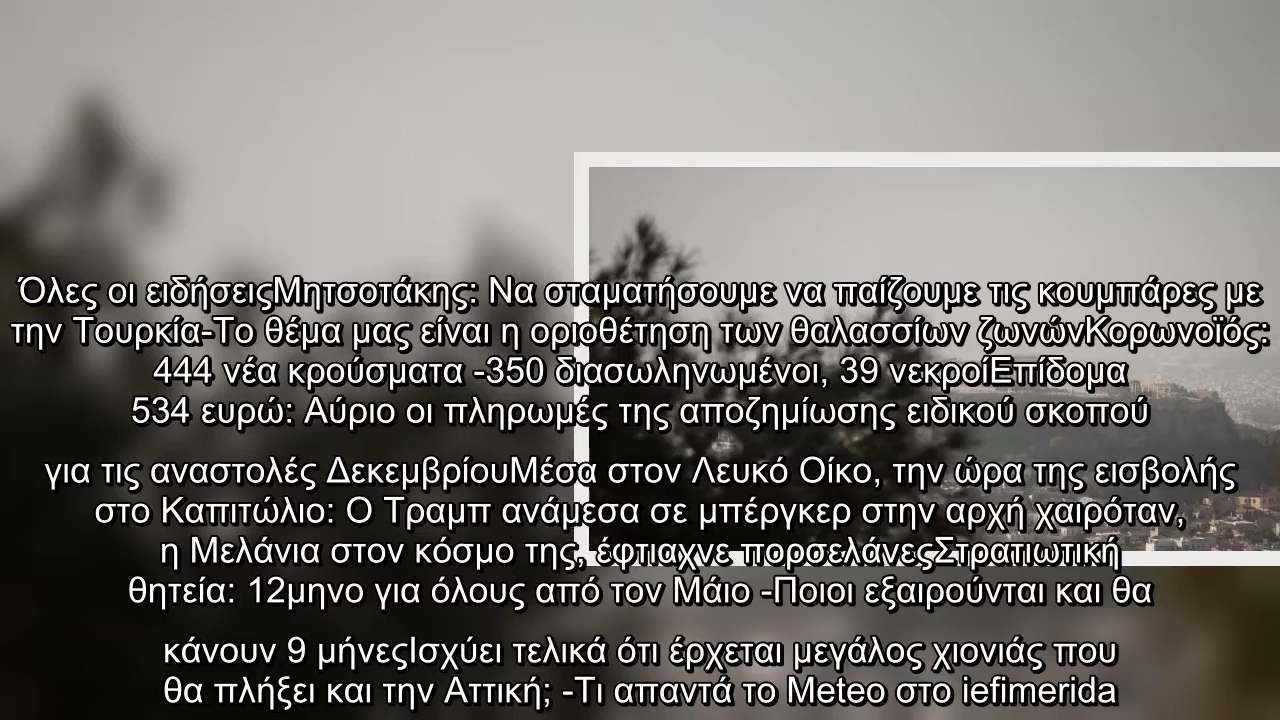 Όλες οι ειδήσειςΜητσοτάκης: Να σταματήσουμε να παίζουμε τις κουμπάρες με
την Τουρκία-Το θέμα μας είναι η οριοθέτηση των θαλασσίων ζωνώνΚορωνοϊός:
444 νέα κρούσματα -350 διασωληνωμένοι, 39 νεκροίΕπίδομα
534 ευρώ: Αύριο οι πληρωμές της αποζημίωσης ειδικού σκοπού
για τις αναστολές ΔεκεμβρίουΜέσα στον Λευκό Οίκο, την ώρα της εισβολής
στο Καπιτώλιο: Ο Τραμπ ανάμεσα σε μπέργκερ στην αρχή χαιρόταν,
η Μελάνια στον κόσμο της, έφτιαχνε πορσελάνεςΣτρατιωτική
θητεία: 12μηνο για όλους από τον Μάιο -Ποιοι εξαιρούνται και θα
κάνουν 9 μήνεςΙσχύει τελικά ότι έρχεται μεγάλος χιονιάς που
θα πλήξει και την Αττική; -Τι απαντά το Meteo στο iefimerida